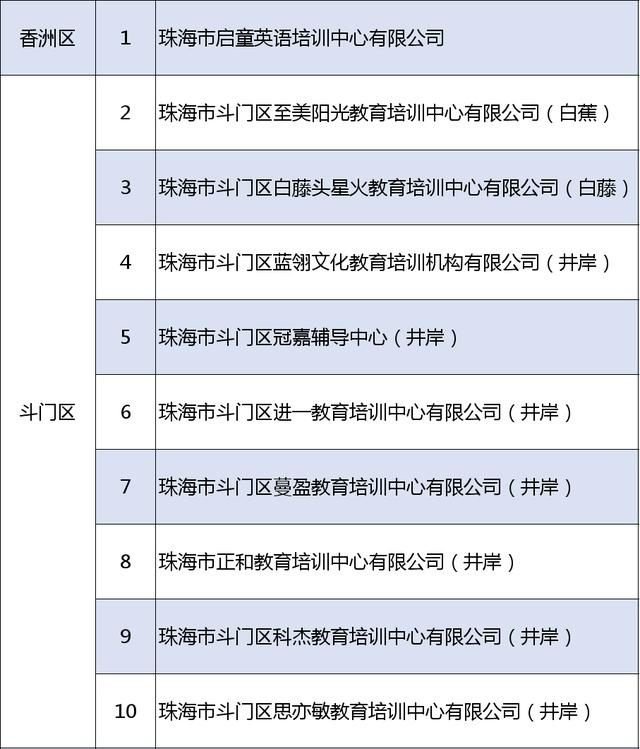 香洲区 1 珠海市启童英语培训中心有限公司
2 珠海市斗门区至美阳光教育培训中心有限公司（白蕉）
3 珠海市斗门区白藤头星火教育培训中心有限公司（白藤）
4 珠海市斗门区蓝翎文化教育培训机构有限公司（井岸）
5 珠海市斗门区冠嘉辅导中心（井岸）
斗门区 6 珠海市斗门区进一教育培训中心有限公司（井岸）
7 珠海市斗门区蔓盈教育培训中心有限公司（井岸）
8 珠海市正和教育培训中心有限公司（井岸）
9 珠海市斗门区科杰教育培训中心有限公司（井岸）
10 珠海市斗门区思亦敏教育培训中心有限公司（井岸）